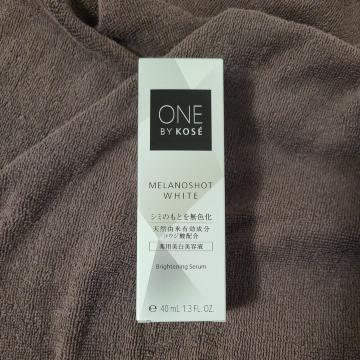 ONE
BY KOSÉ
MELANOSHOT
WHITE
シミのもとを無色化
天然由来有効成分
コウジ酸配合
薬用美白美容液
Brightening Serum
℮ 40 mL 1.3 FL. OZ.